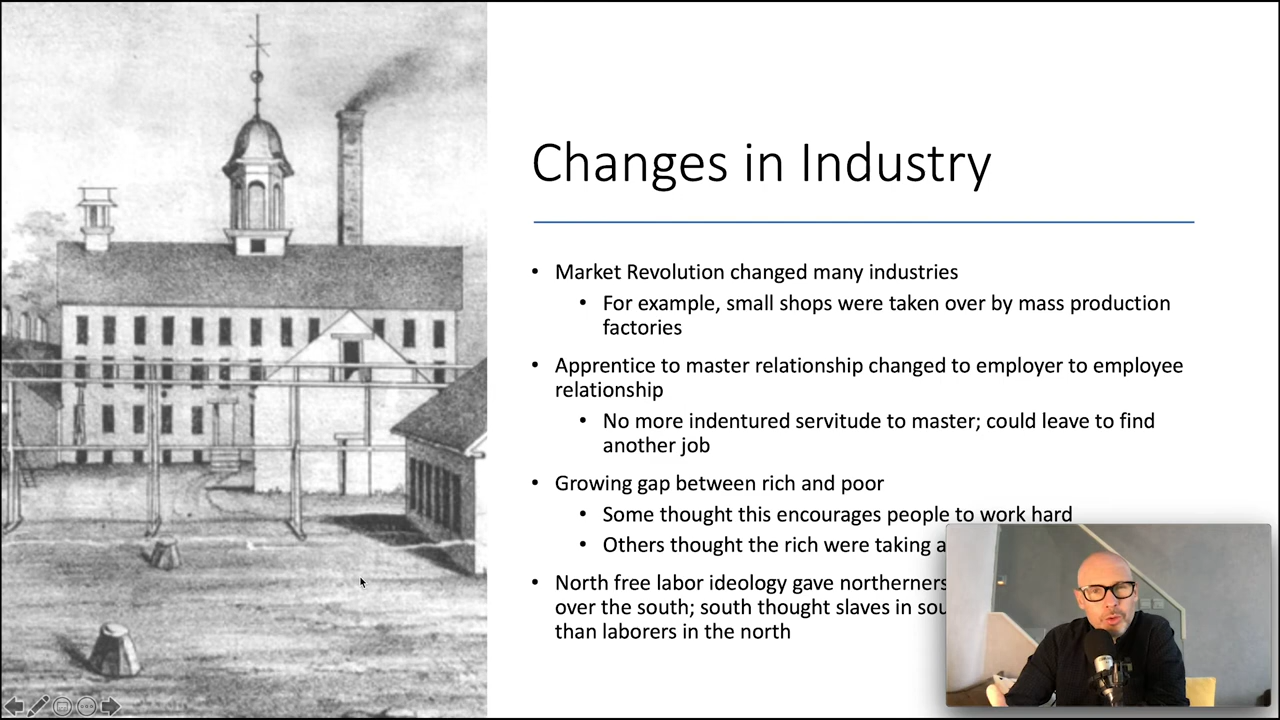 Changes in Industry
• Market Revolution changed many industries
• For example, small shops were taken over by mass production
factories
• Apprentice to master relationship changed to employer to employee
relationship
• No more indentured servitude to master; could leave to find
another job
• Growing gap between rich and poor
• Some thought this encourages people to work hard
• Others thought the rich were taking
• North free labor ideology gave northerners
over the south; south thought slaves in
than laborers in the north